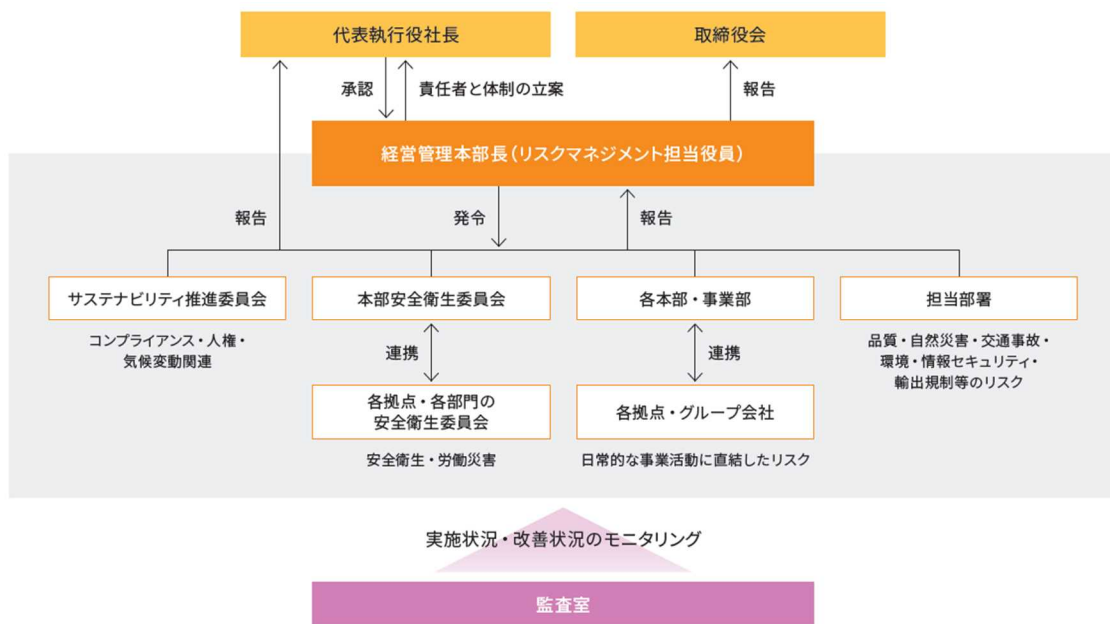 代表執行役社長
取締役会
承認
責任者と体制の立案
報告
経営管理本部長（リスクマネジメント担当役員）
報告
発令
報告
サステナビリティ推進委員会
本部安全衛生委員会
各本部・事業部
担当部署
コンプライアンス・人権・
気候変動関連
連携
連携
品質・自然災害・交通事故・
環境・情報セキュリティ・
輸出規制等のリスク
各拠点・各部門の
安全衛生委員会
各拠点・グループ会社
安全衛生・労働災害
日常的な事業活動に直結したリスク
実施状況・改善状況のモニタリング
監査室